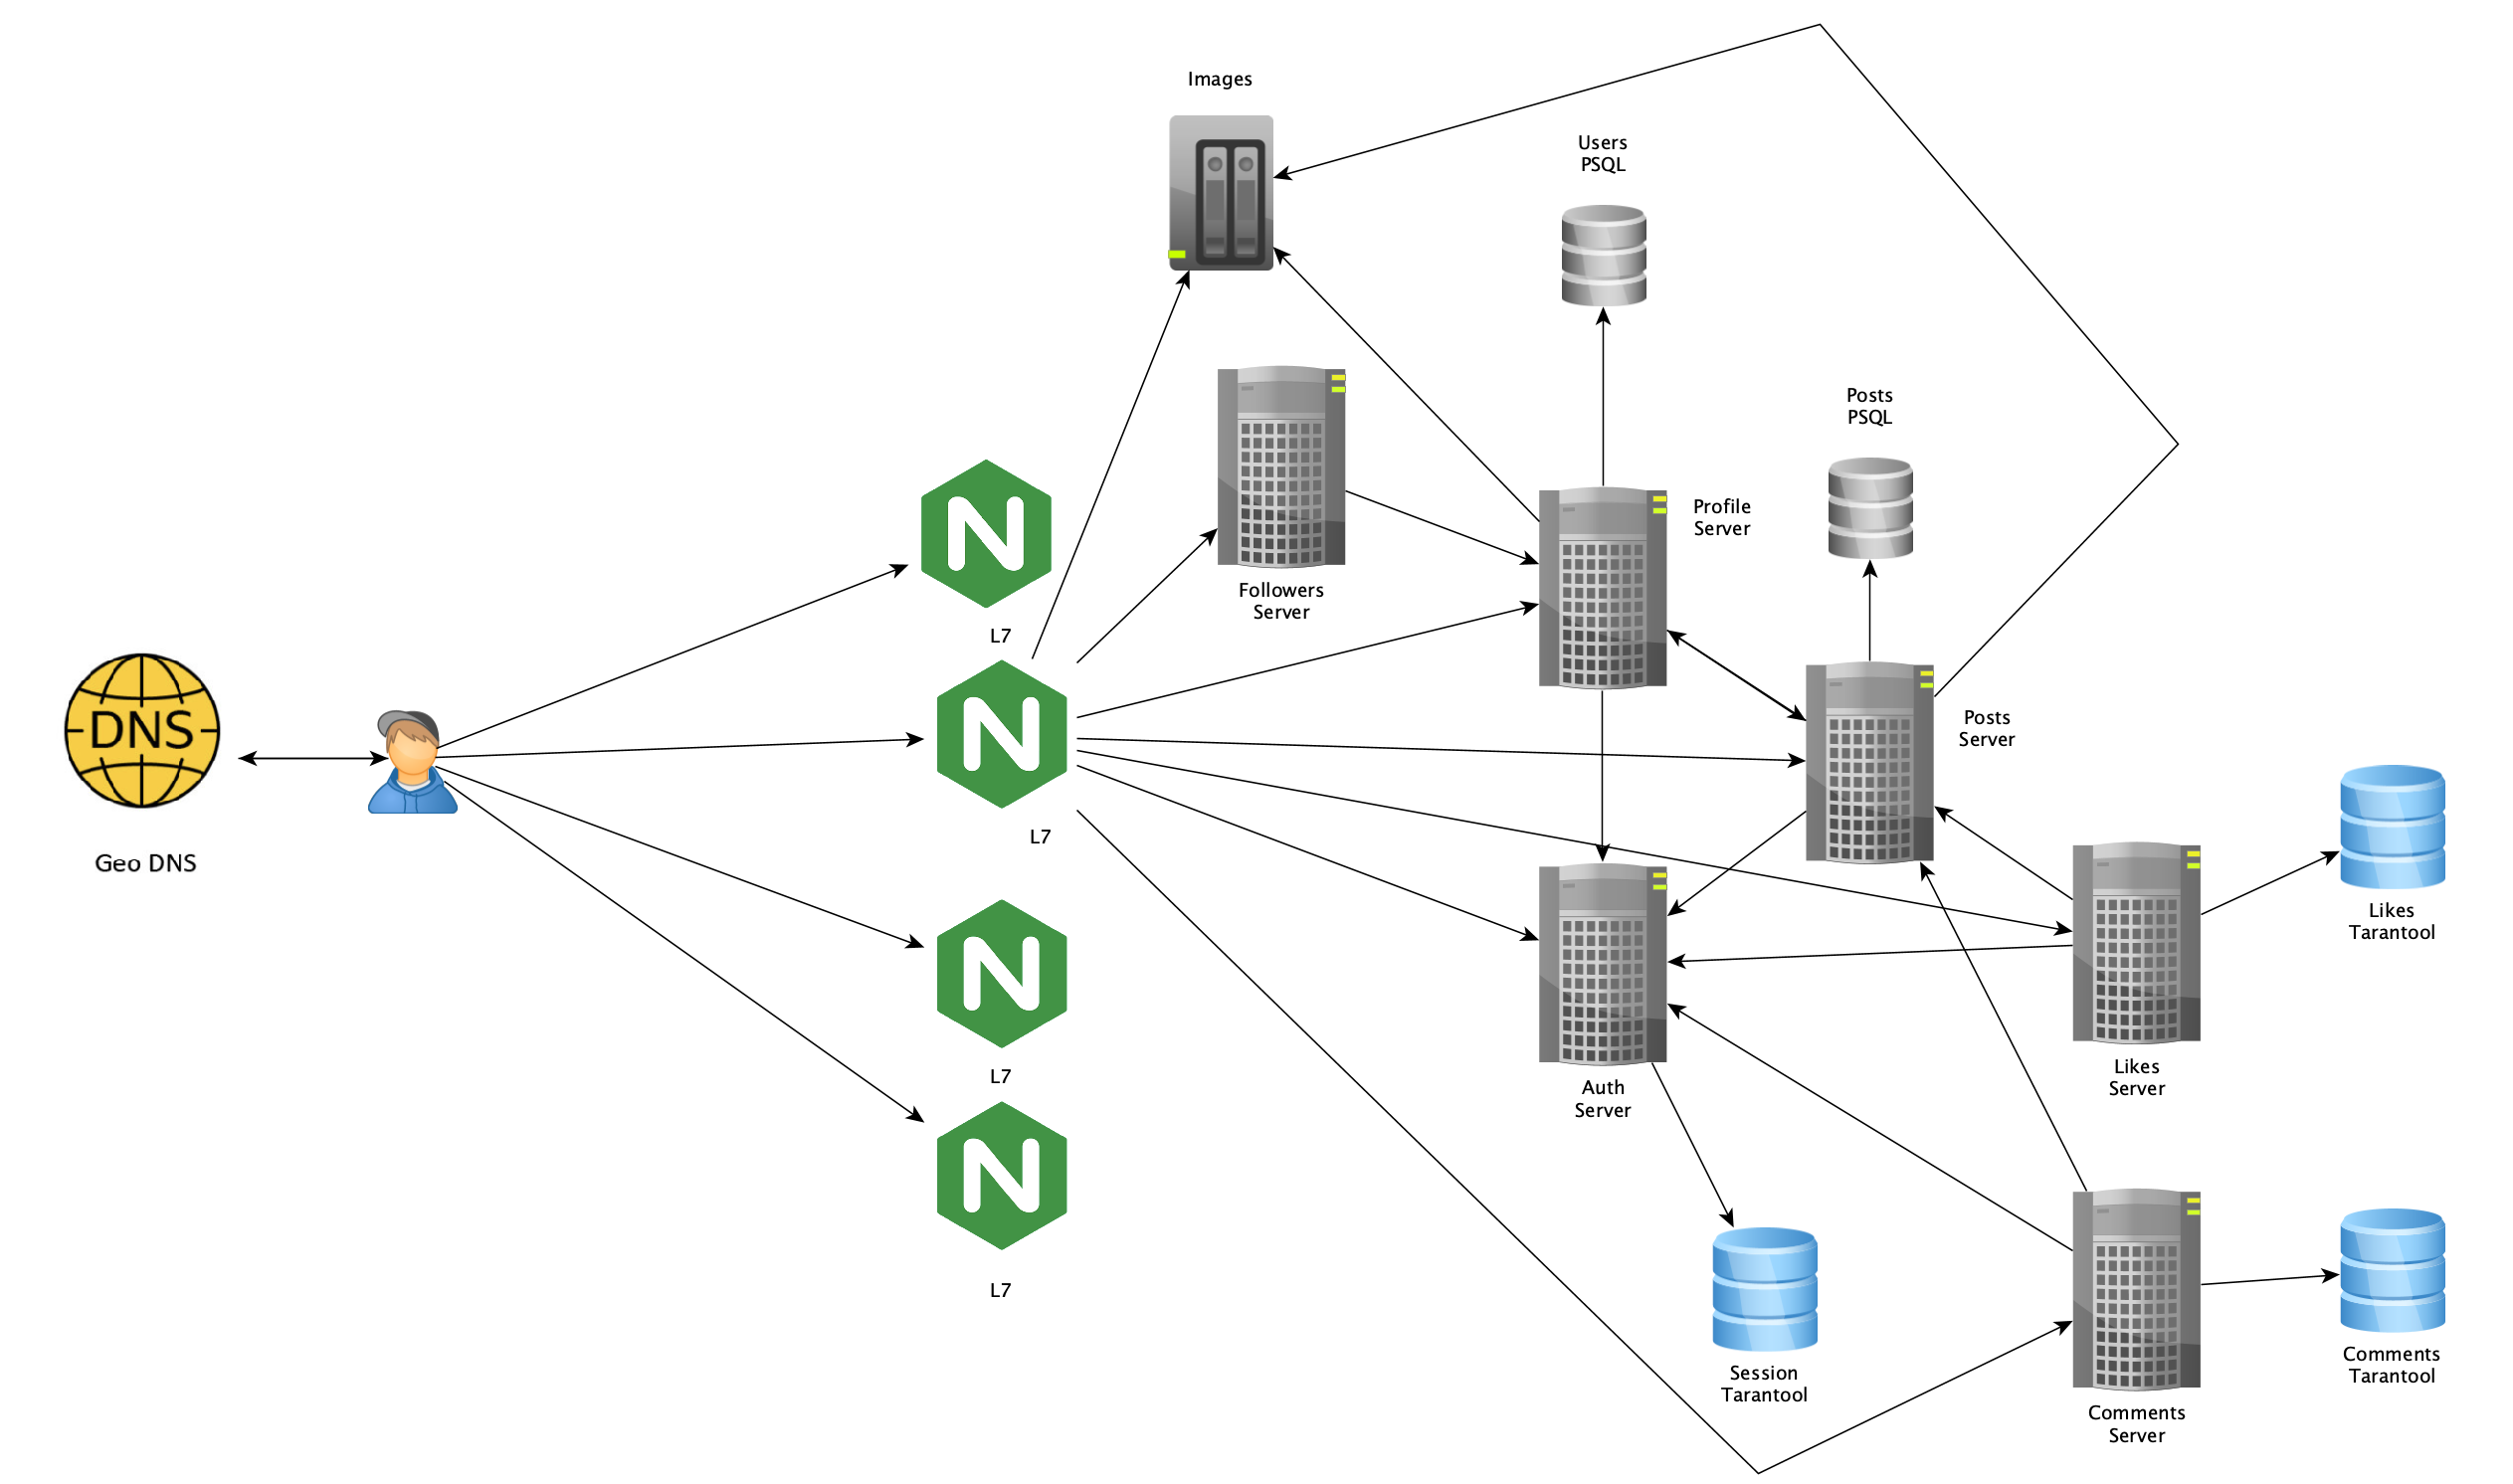 Images
Users
PSQL
Posts
PSQL
Profile
Server
Followers
Server
L7
DNS
Posts
Server
L7
Geo DNS
Likes
Tarantool
L7
Likes
Server
Auth
Server
L7
Session
Tarantool
Comments
Tarantool
Comments
Server